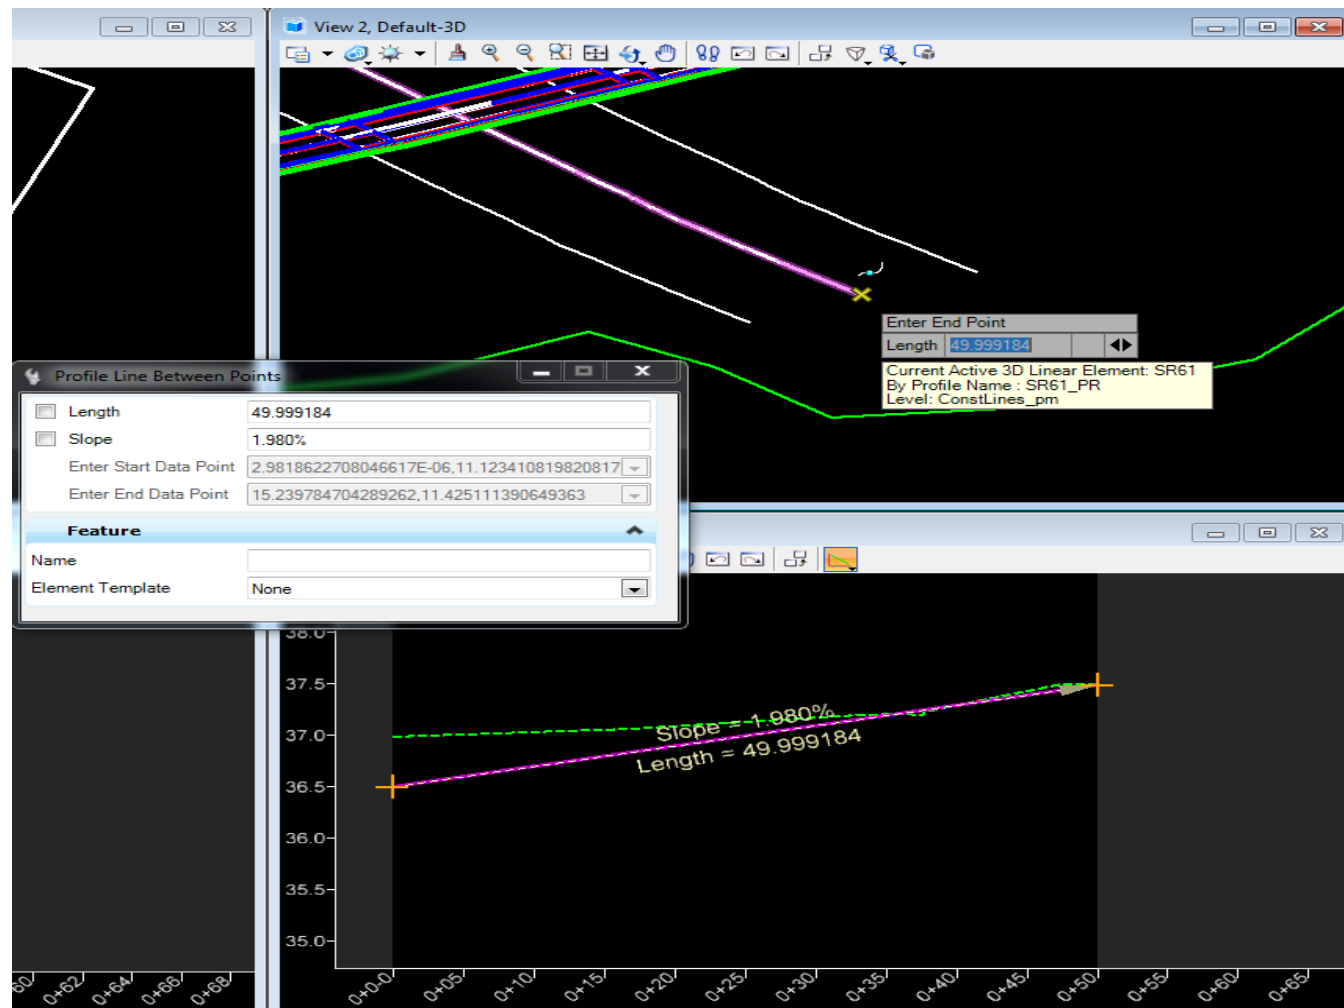 View 2, Default-3D
Enter End Point
Length 49.999184
Current Active 3D Linear Element: SR61
By Profile Name : SR61_PR
Level: ConstLines_pm
Profile Line Between Points
Length 49.999184
Slope 1.980%
Enter Start Data Point 2.9818622708046617E-06,11.123410819820817
Enter End Data Point 15.239784704289262,11.425111390649363
Feature
Name
Element Template None
38.0
37.5
37.0
36.5
36.0
35.5
35.0
Slope = 1.980%
Length = 49.999184
60 0+62 0+64 0+66 0+68
0+0-0 0+05 0+10 0+15 0+20 0+25 0+30 0+35 0+40 0+45 0+50 0+55 0+60 0+65